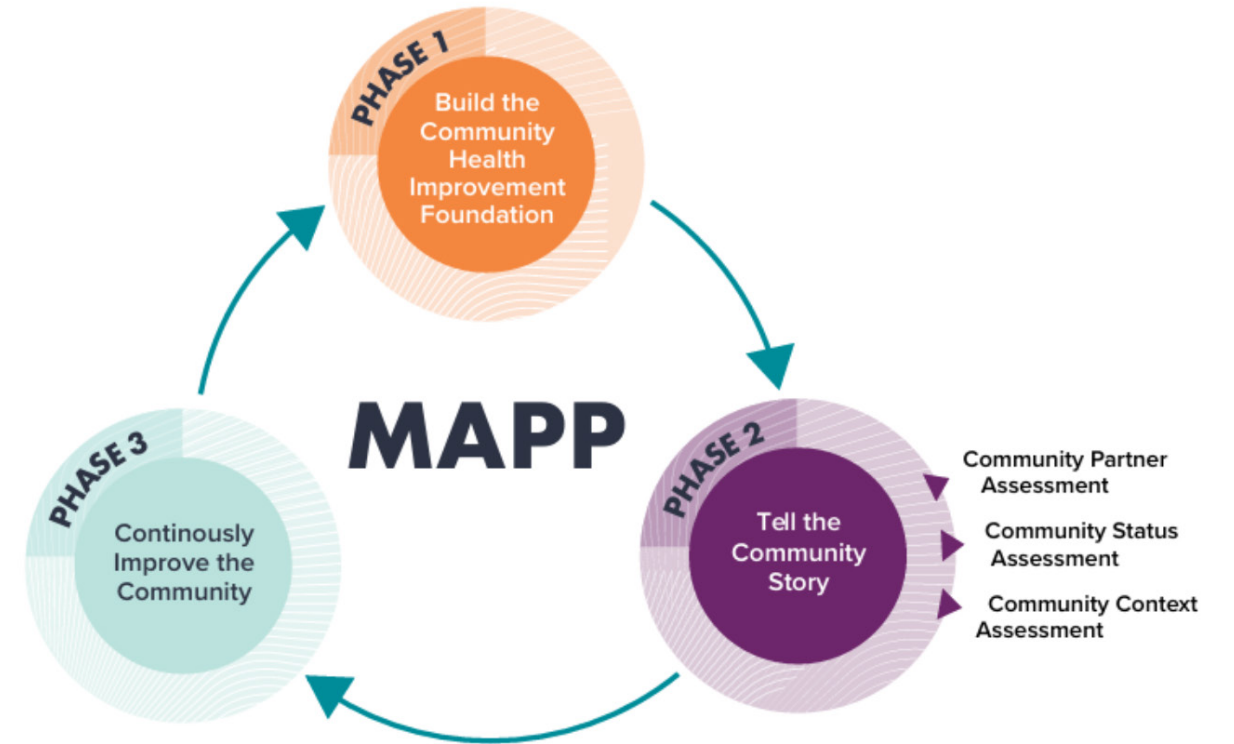 PHASE 1
Build the
Community
Health
Improvement
Foundation
MAPP
PHASE 2
Tell the
Community
Story
Community Partner
Assessment
Community Status
Assessment
Community Context
Assessment
PHASE 3
Continously
Improve the
Community